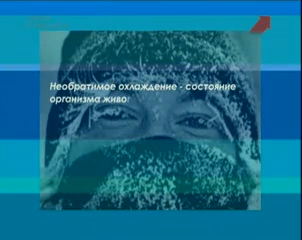 Необратимое охлаждение - состояние
организма живо